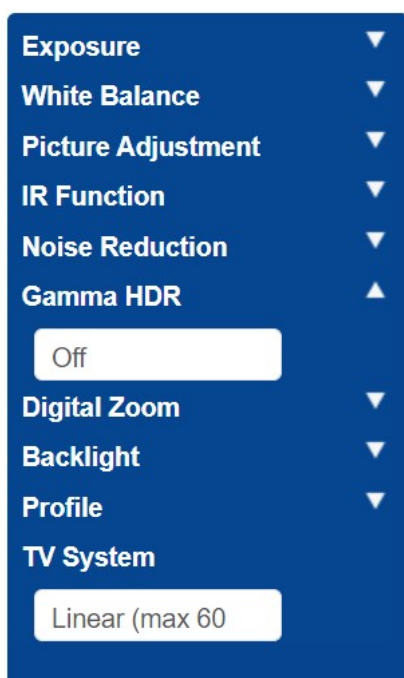 Exposure
White Balance
Picture Adjustment
IR Function
Noise Reduction
Gamma HDR
Off
Digital Zoom
Backlight
Profile
TV System
Linear (max 60